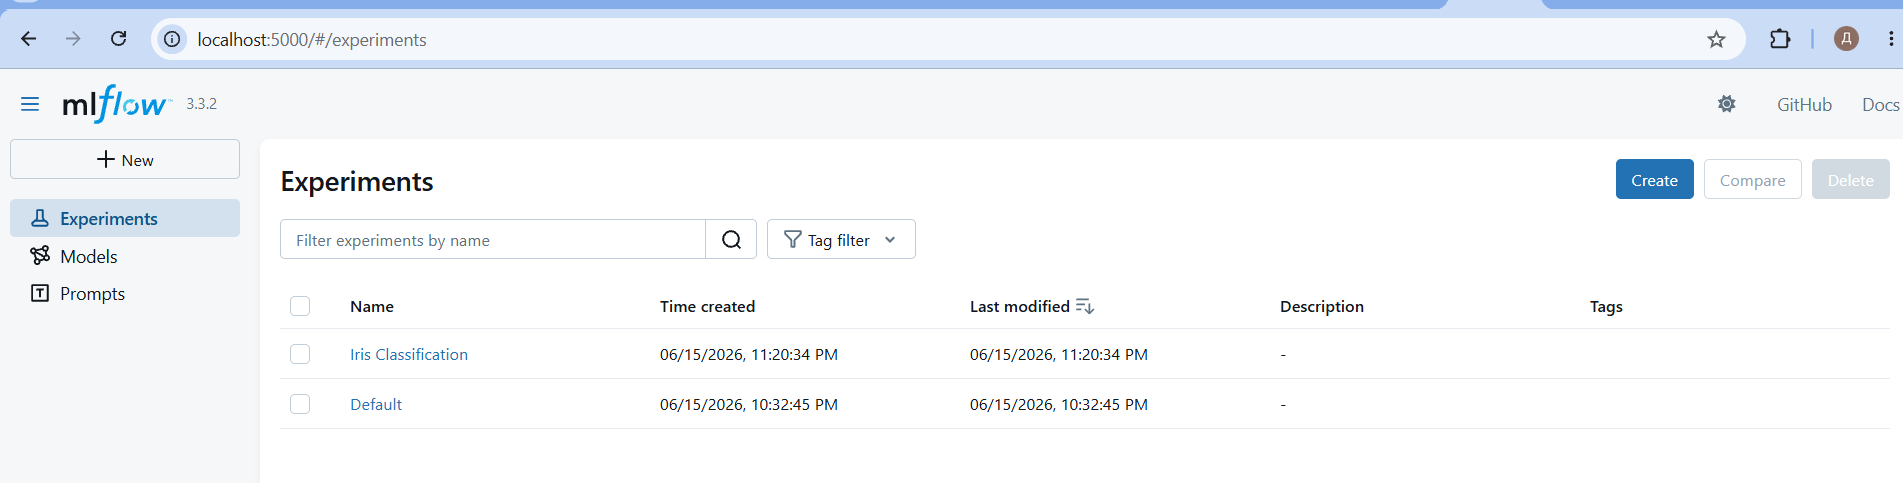 localhost:5000/#/experiments
Д
mlflow™ 3.3.2
GitHub Docs
+ New
Experiments
Models
T Prompts
Experiments
Create Compare Delete
Filter experiments by name Tag filter
Name Time created Last modified Description Tags
Iris Classification 06/15/2026, 11:20:34 PM 06/15/2026, 11:20:34 PM -
Default 06/15/2026, 10:32:45 PM 06/15/2026, 10:32:45 PM -